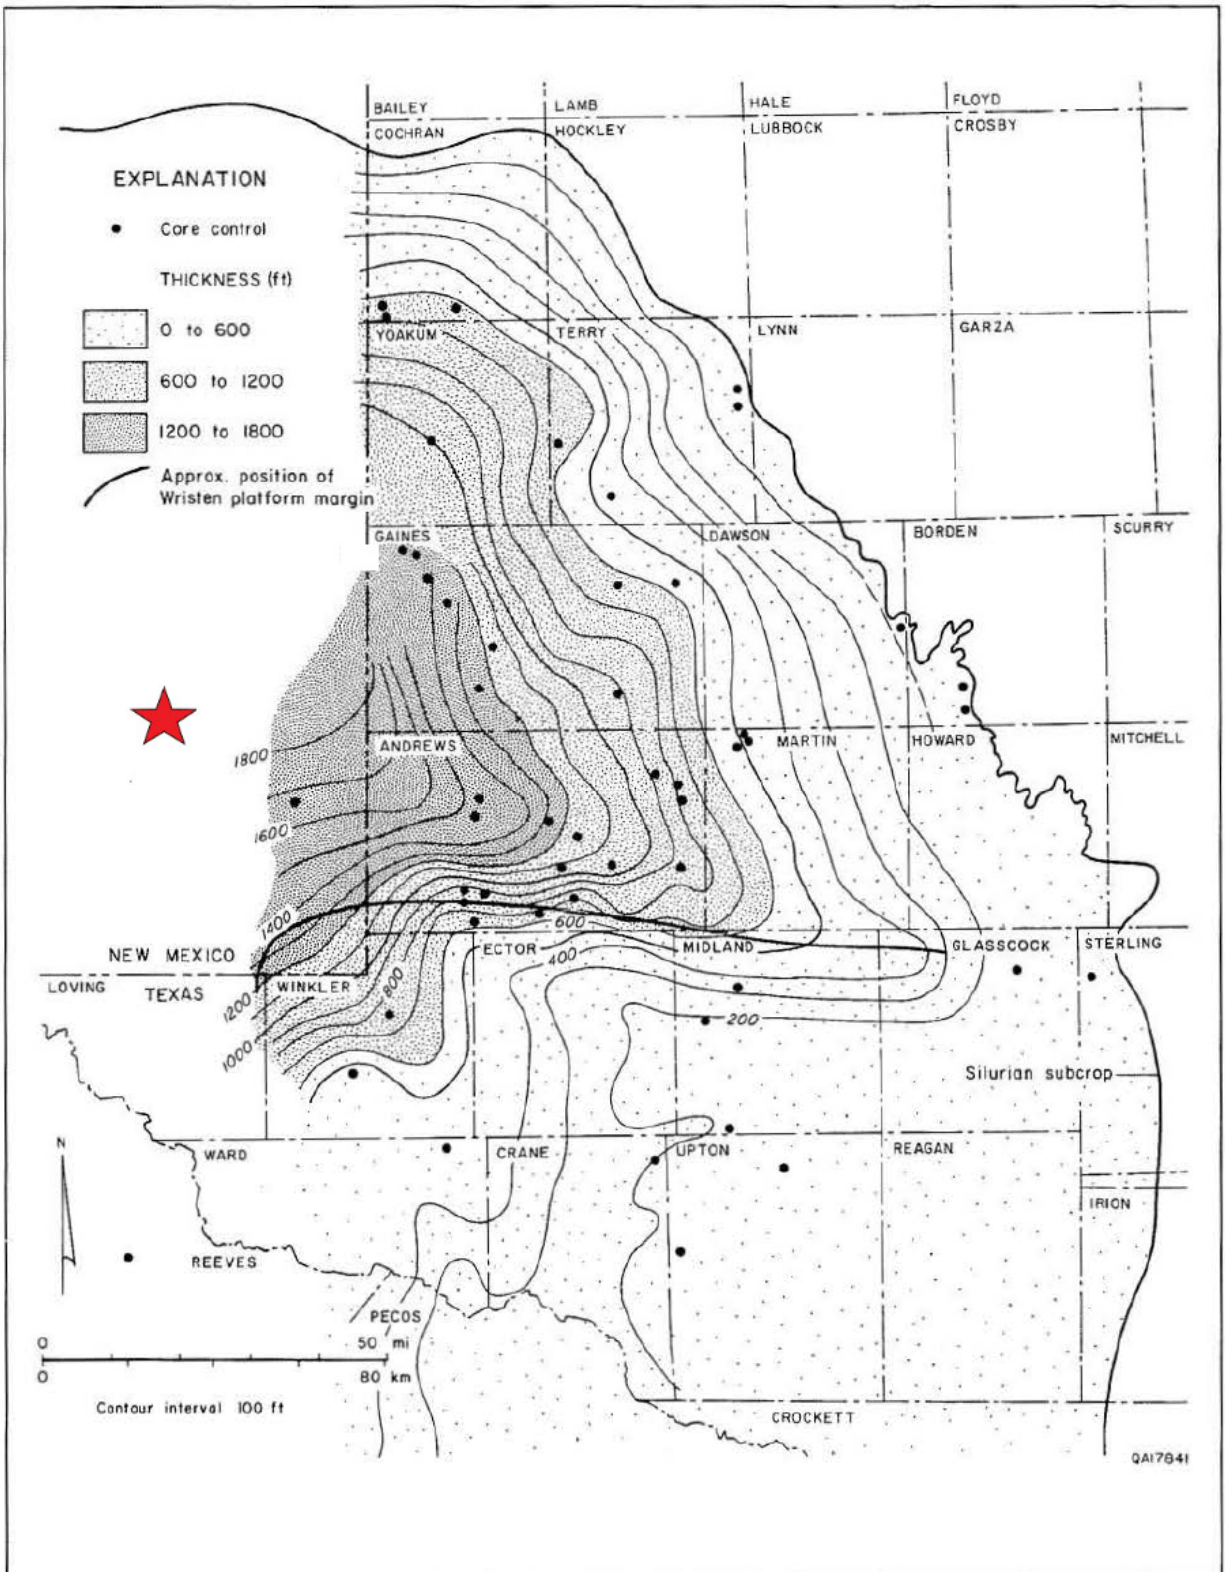 BAILEY
LAMB
HALE
FLOYD
COCHRAN
HOCKLEY
LUBBOCK
CROSBY
EXPLANATION
Core control
THICKNESS (ft)
0 to 600
600 to 1200
1200 to 1800
Approx. position of
Wristen platform margin
YOAKUM
TERRY
LYNN
GARZA
GAINES
DAWSON
BORDEN
SCURRY
ANDREWS
MARTIN
HOWARD
MITCHELL
1800
1600
1400
600
NEW MEXICO
ECTOR
400
MIDLAND
GLASSCOCK
STERLING
LOVING
TEXAS
WINKLER
800
1200
1000
200
Silurian subcrop
N
WARD
CRANE
UPTON
REAGAN
IRION
REEVES
PECOS
0 50 mi
0 80 km
Contour interval 100 ft
CROCKETT
QA17841